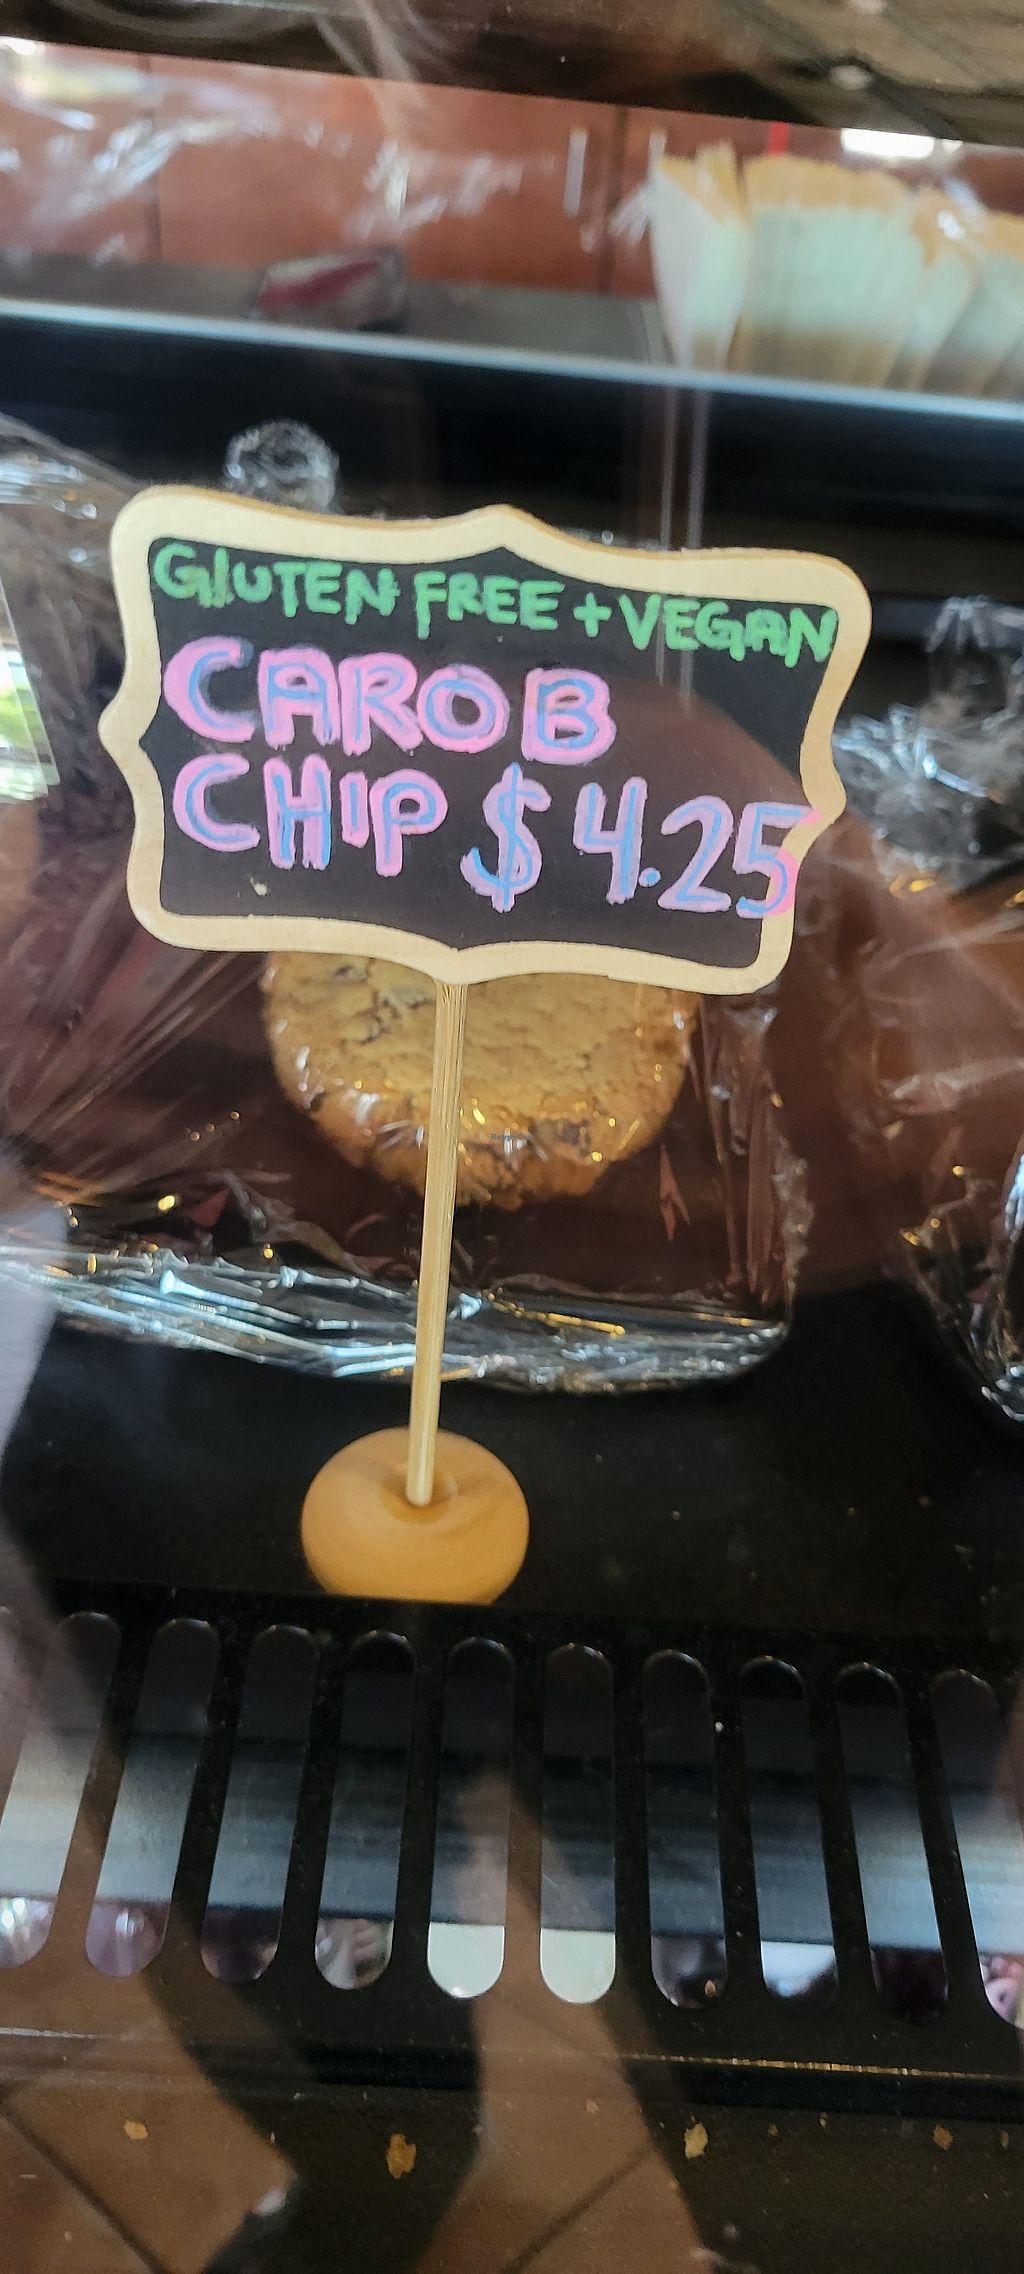 GLUTEN FREE + VEGAN
CAROB
CHIP $4.25